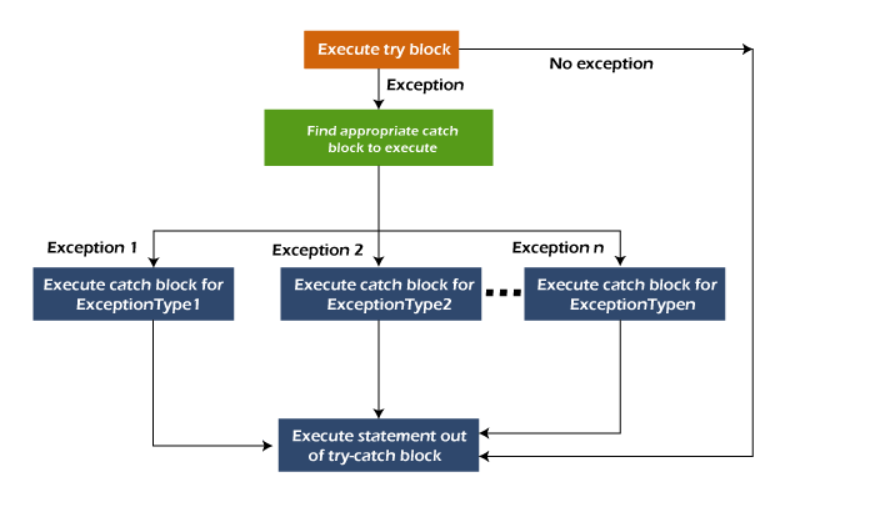 Execute try block
No exception
Exception
Find appropriate catch
block to execute
Exception 1
Exception 2
Exception n
Execute catch block for
ExceptionType1
Execute catch block for
ExceptionType2
Execute catch block for
ExceptionTypen
Execute statement out
of try-catch block